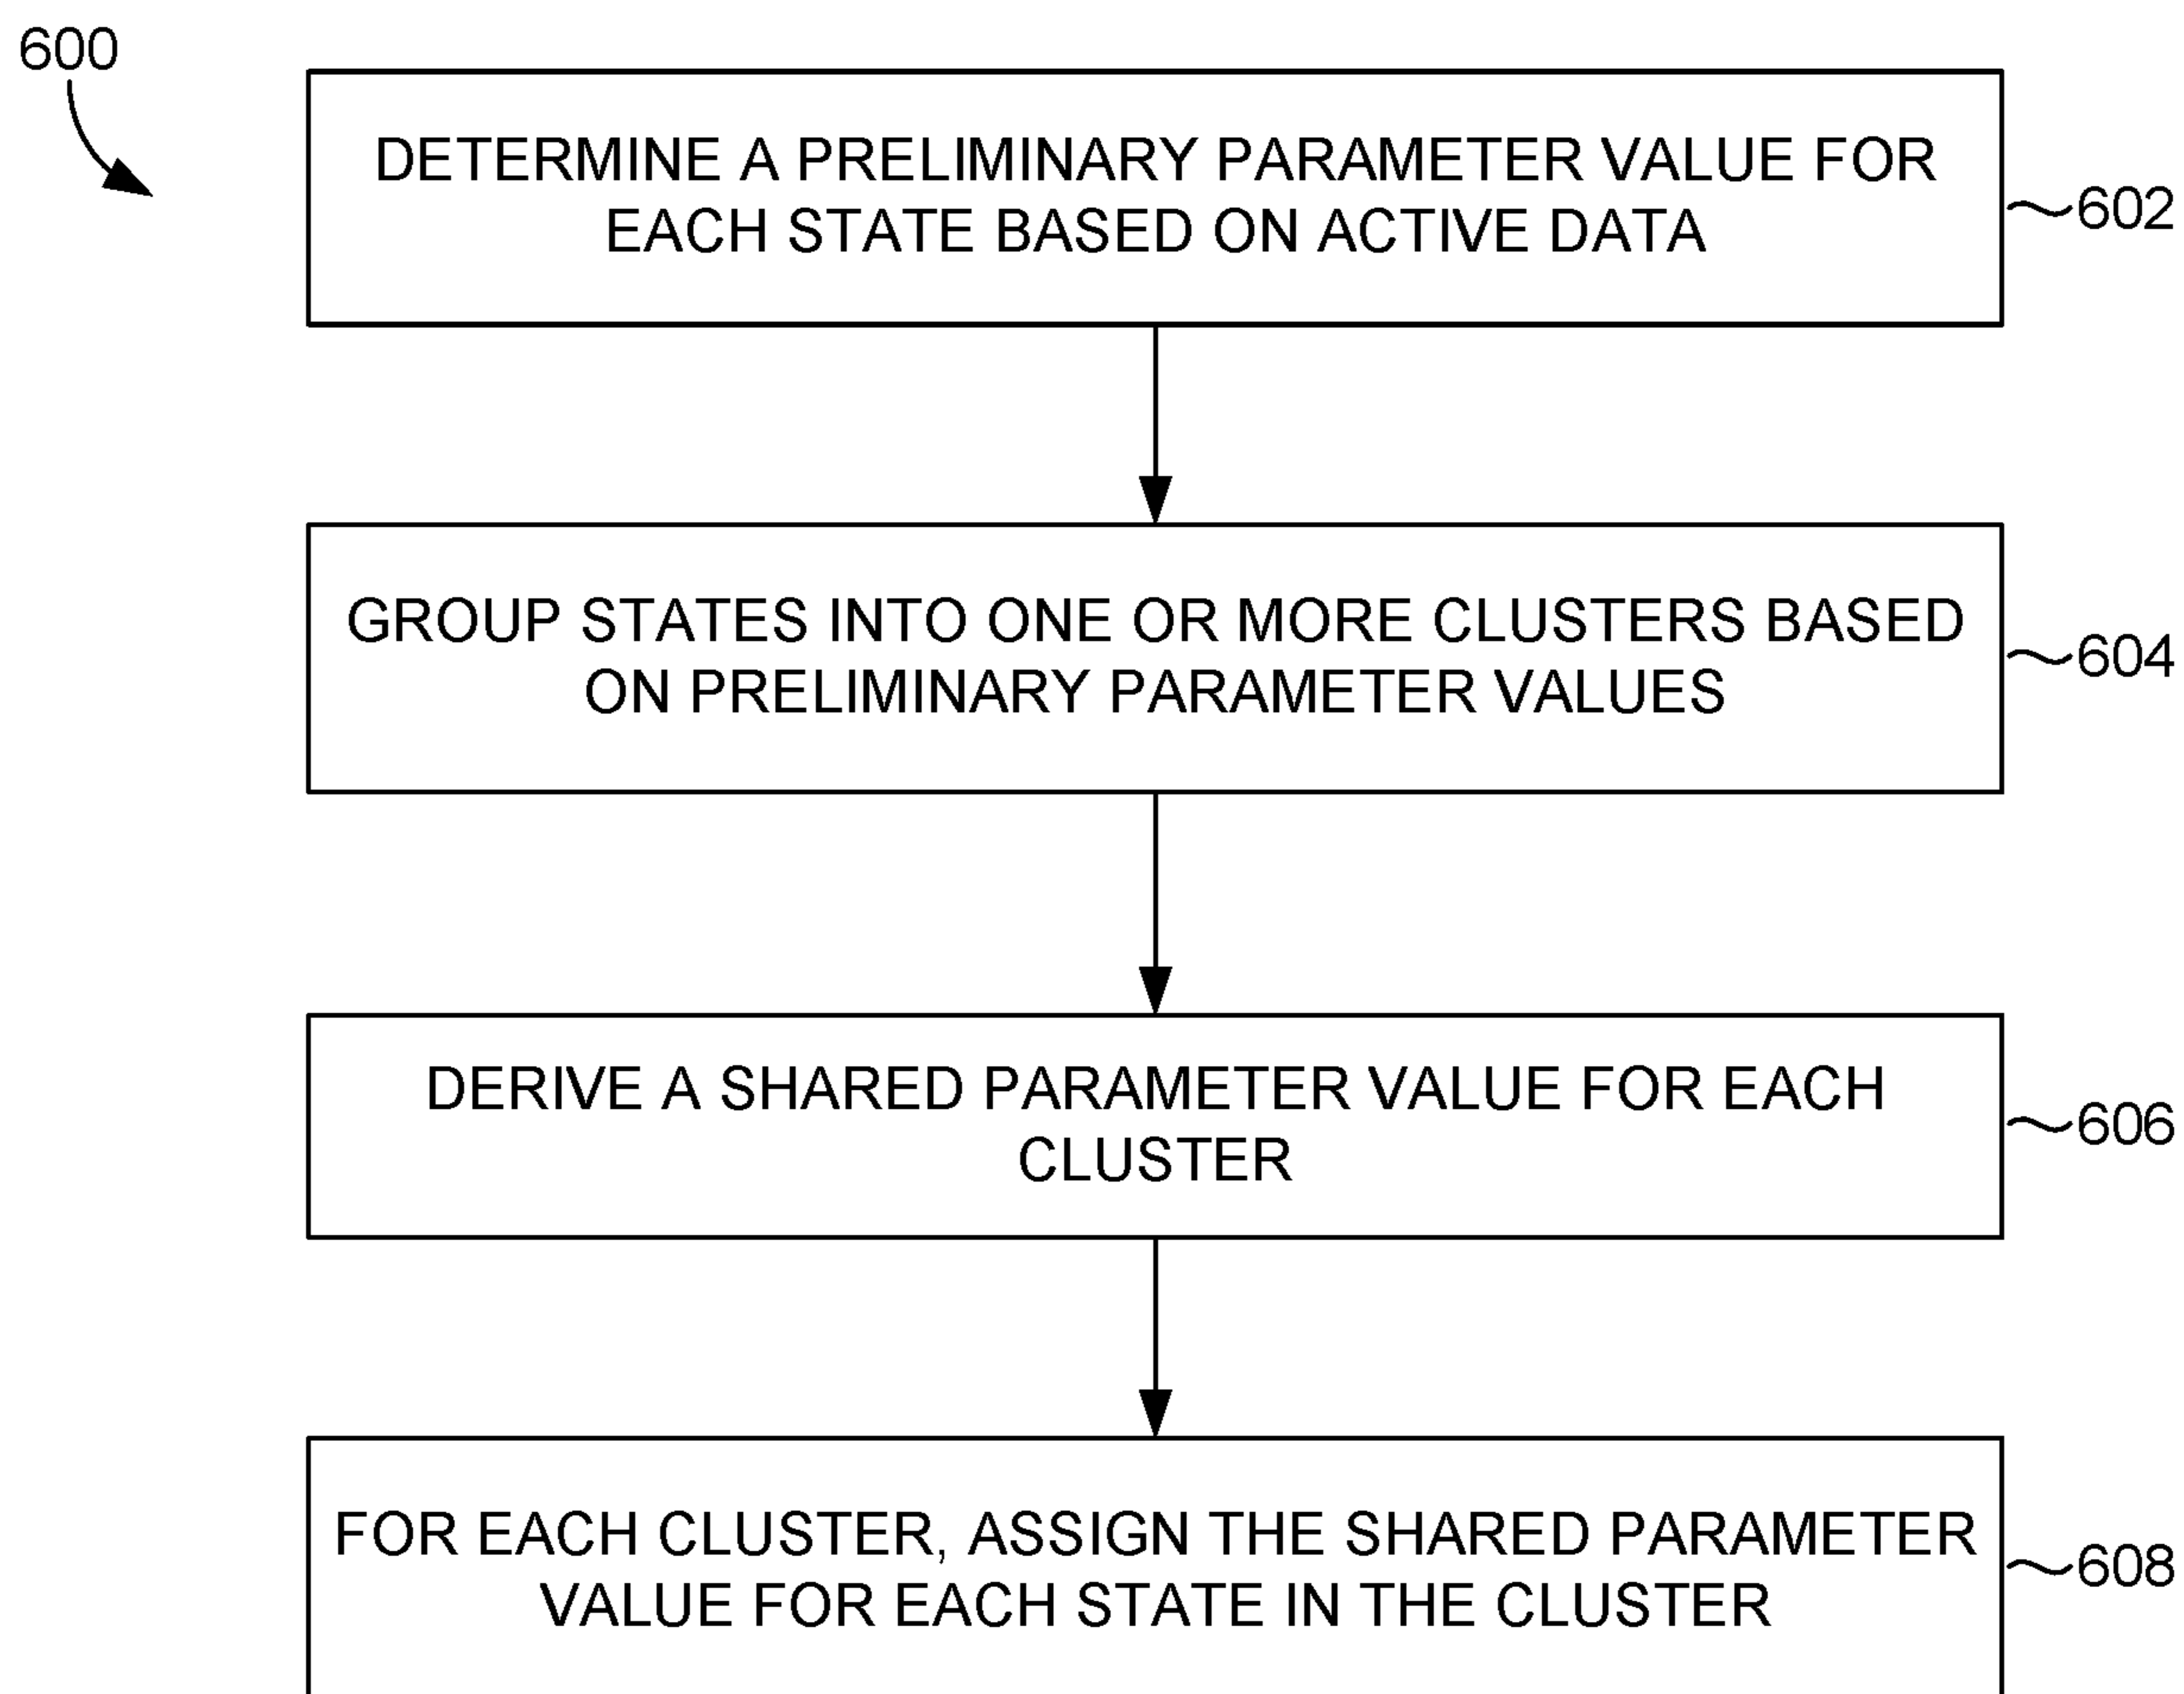 600
DETERMINE A PRELIMINARY PARAMETER VALUE FOR
EACH STATE BASED ON ACTIVE DATA
602
GROUP STATES INTO ONE OR MORE CLUSTERS BASED
ON PRELIMINARY PARAMETER VALUES
604
DERIVE A SHARED PARAMETER VALUE FOR EACH
CLUSTER
606
FOR EACH CLUSTER, ASSIGN THE SHARED PARAMETER
VALUE FOR EACH STATE IN THE CLUSTER
608